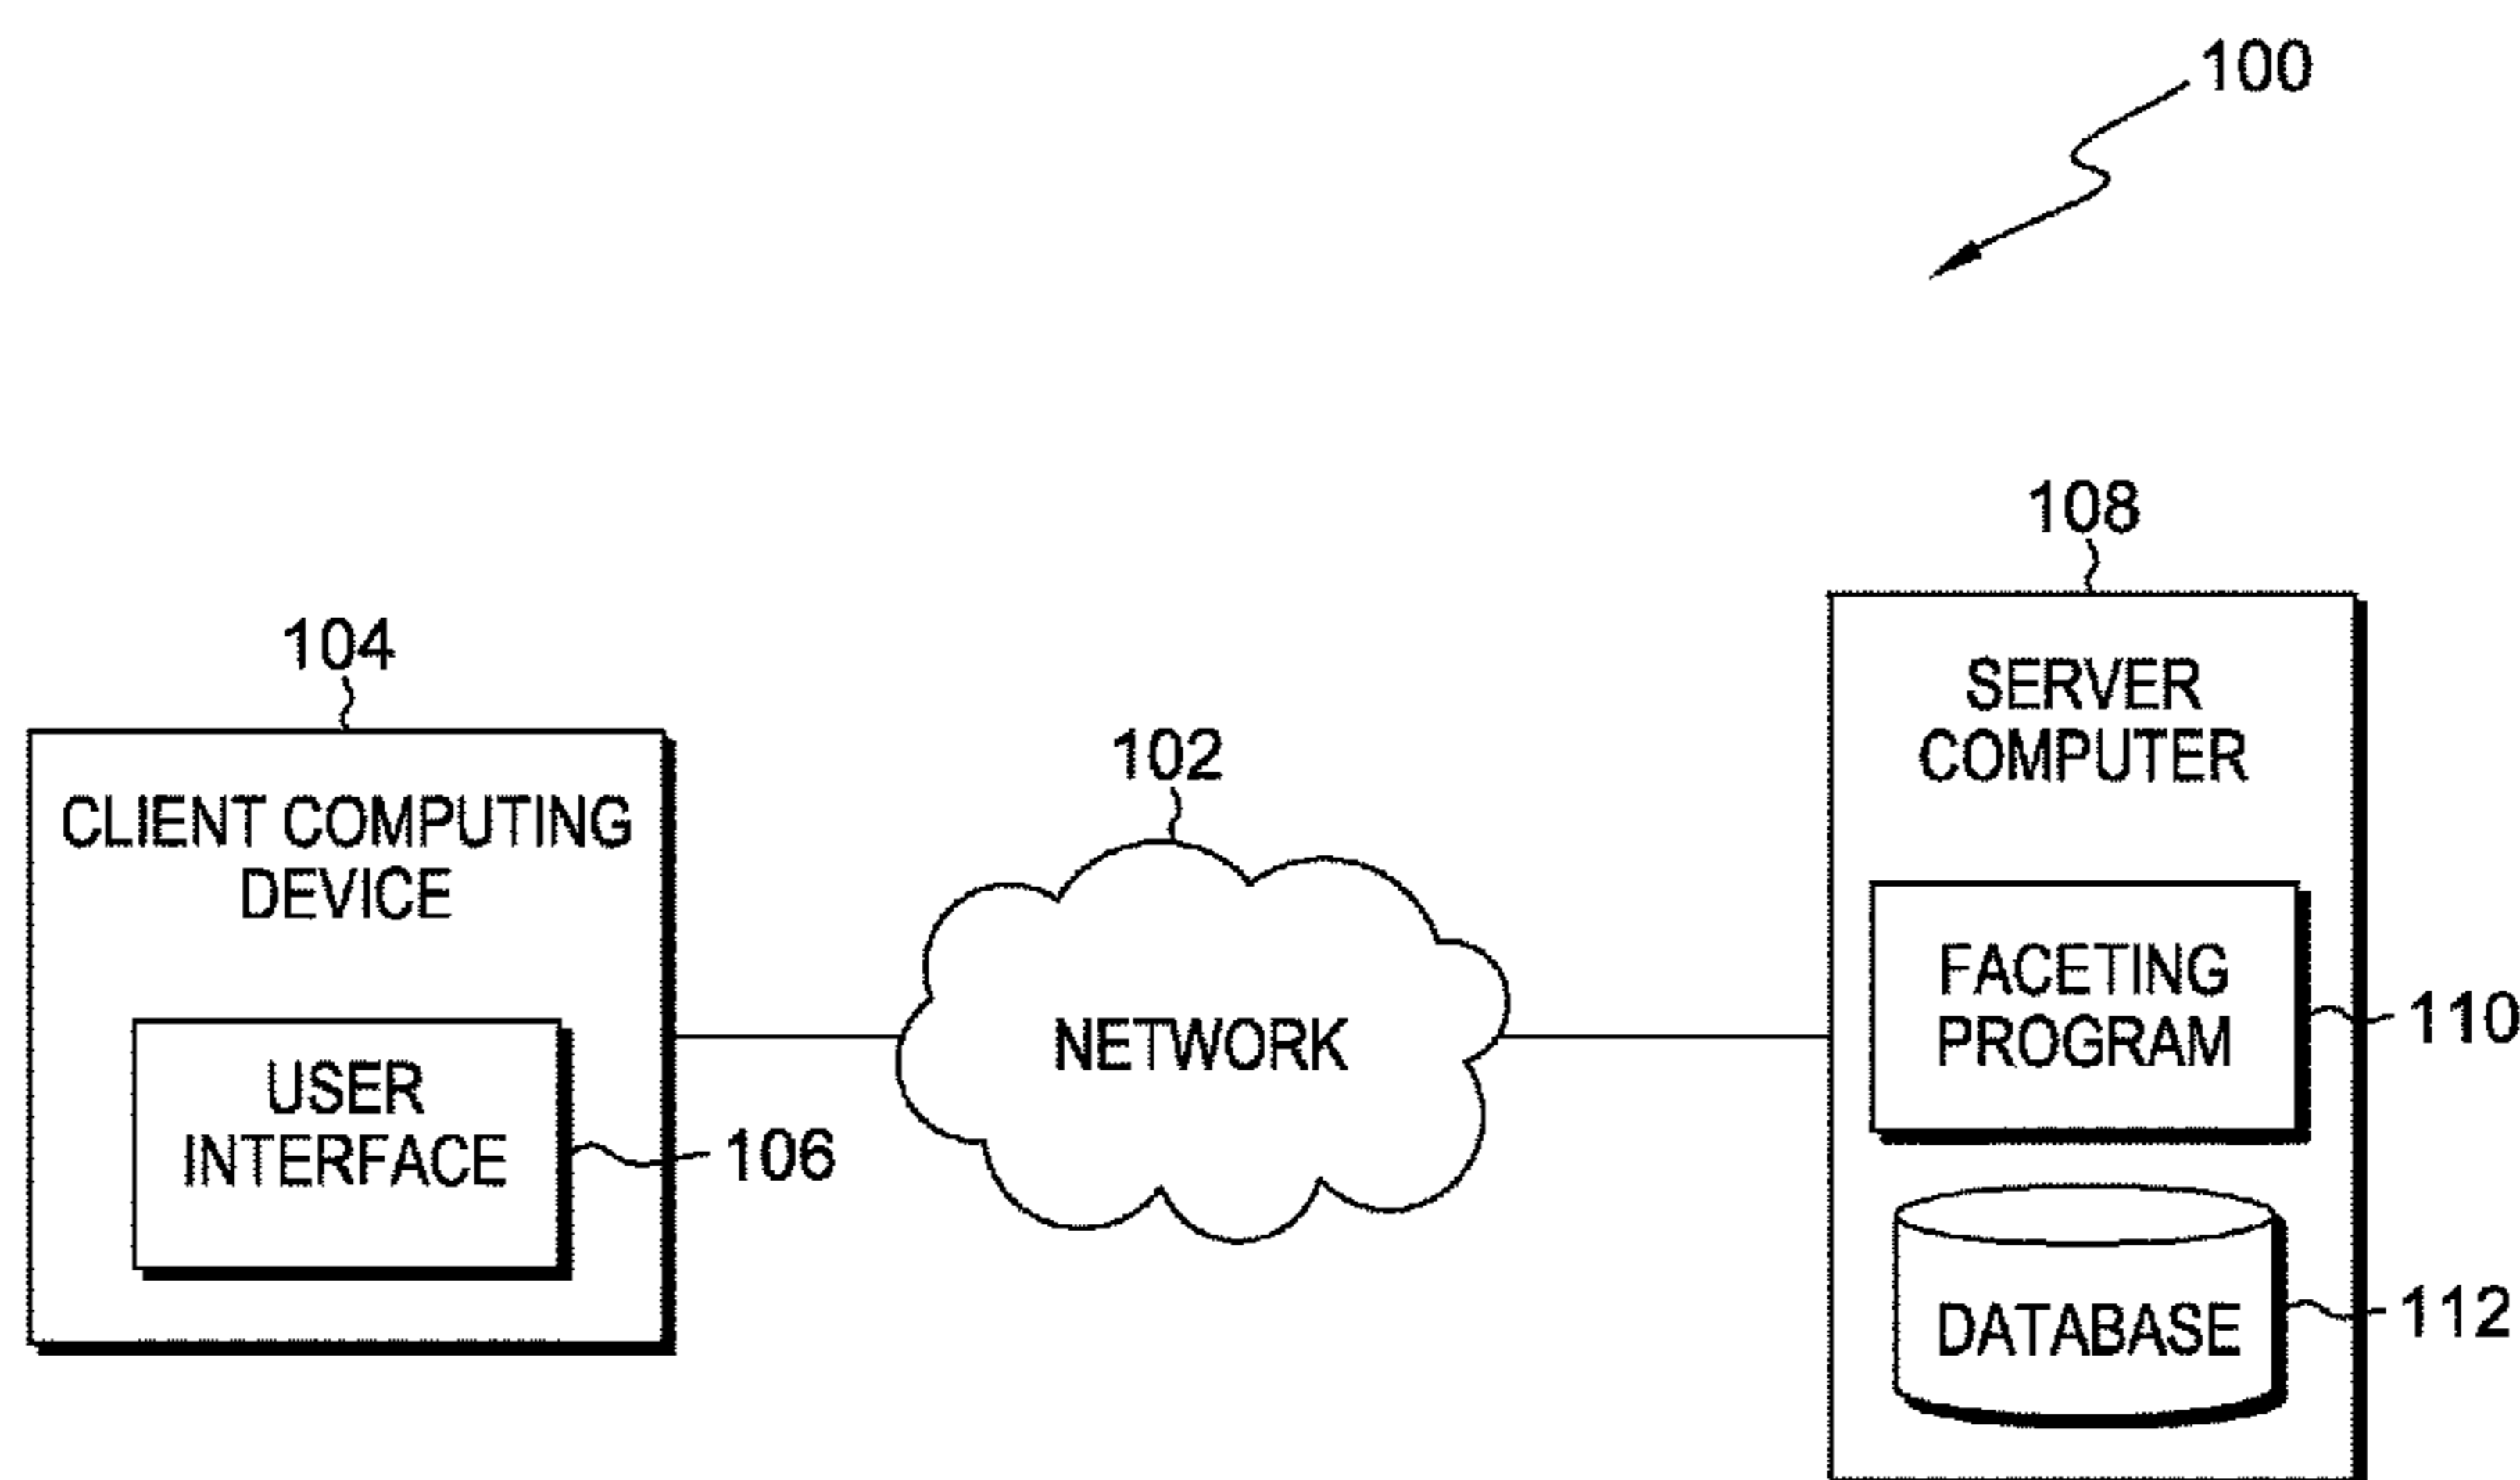 100
108
SERVER
COMPUTER
104
CLIENT COMPUTING
DEVICE
102
FACETING
PROGRAM
110
NETWORK
USER
INTERFACE
106
DATABASE
112